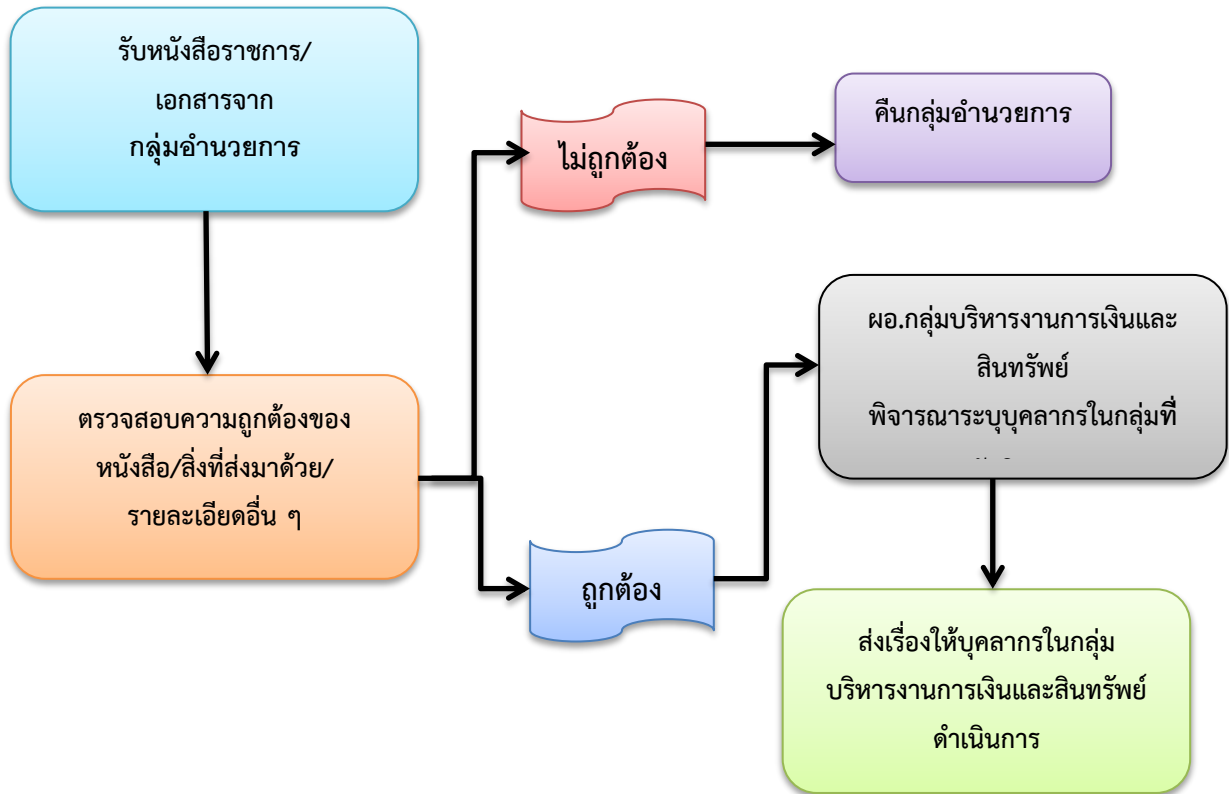 รับหนังสือราชการ/
เอกสารจาก
กลุ่มอำนวยการ
ไม่ถูกต้อง
คืนกลุ่มอำนวยการ
ตรวจสอบความถูกต้องของ
หนังสือ/สิ่งที่ส่งมาด้วย/
รายละเอียดอื่น ๆ
ถูกต้อง
ผอ.กลุ่มบริหารงานการเงินและ
สินทรัพย์
พิจารณาระบุบุคลากรในกลุ่มที่
ส่งเรื่องให้บุคลากรในกลุ่ม
บริหารงานการเงินและสินทรัพย์
ดำเนินการ